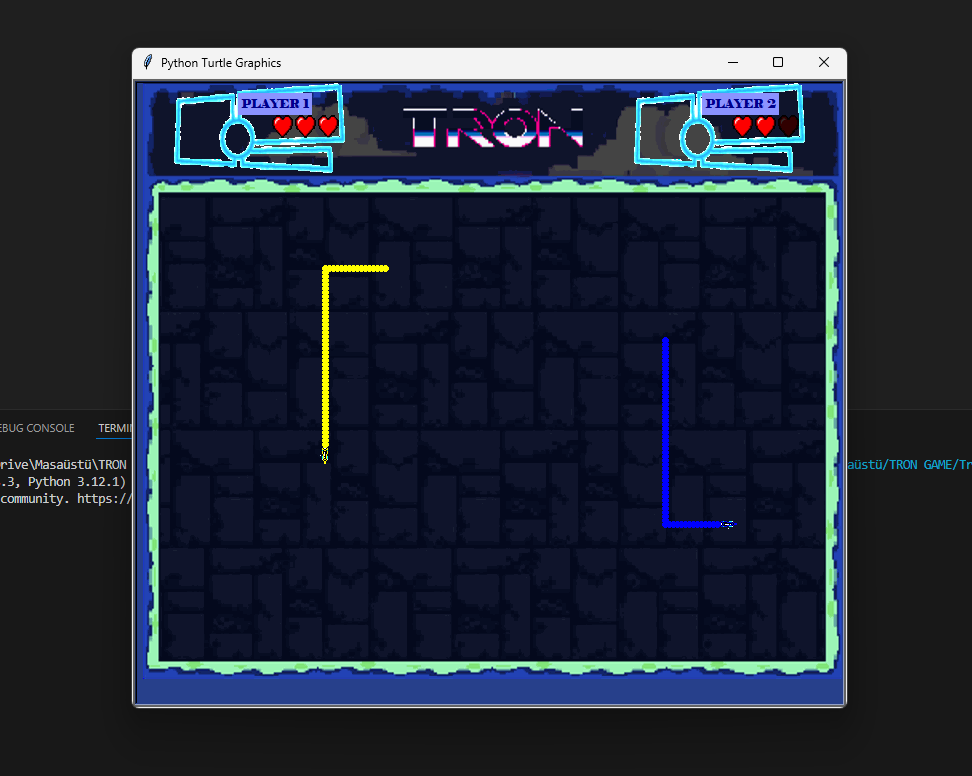 Python Turtle Graphics
PLAYER 1
TRON
PLAYER 2
EBUG CONSOLE TERMI
rive\Masaüstü\TRON aüstü/TRON GAME/Tr
.3, Python 3.12.1)
community. https://